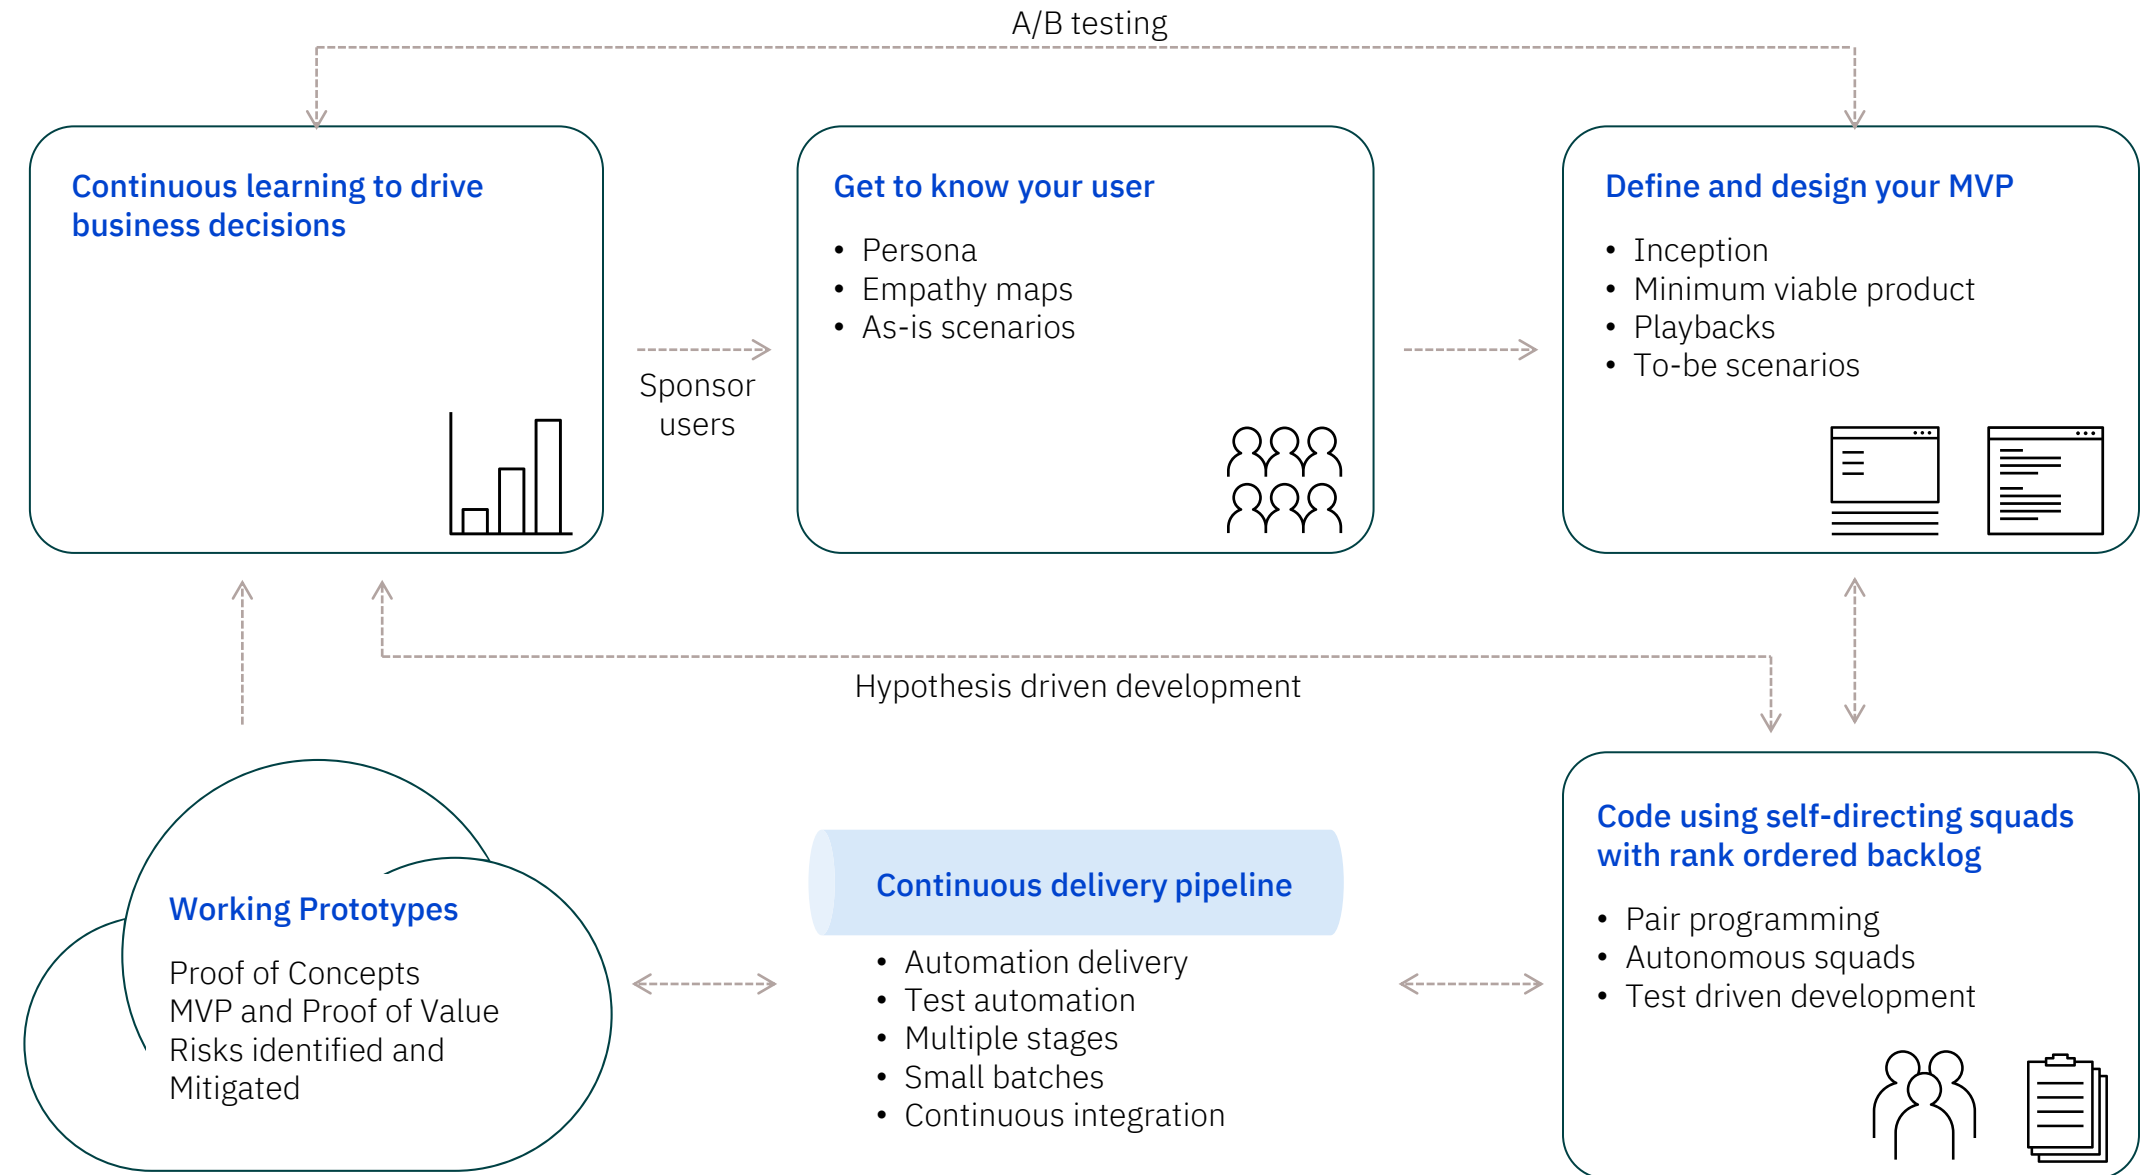 A/B testing
Continuous learning to drive
business decisions
Sponsor
users
Get to know your user
• Persona
• Empathy maps
• As-is scenarios
Define and design your MVP
• Inception
• Minimum viable product
• Playbacks
• To-be scenarios
Hypothesis driven development
Working Prototypes
Proof of Concepts
MVP and Proof of Value
Risks identified and
Mitigated
Continuous delivery pipeline
• Automation delivery
• Test automation
• Multiple stages
• Small batches
• Continuous integration
Code using self-directing squads
with rank ordered backlog
• Pair programming
• Autonomous squads
• Test driven development